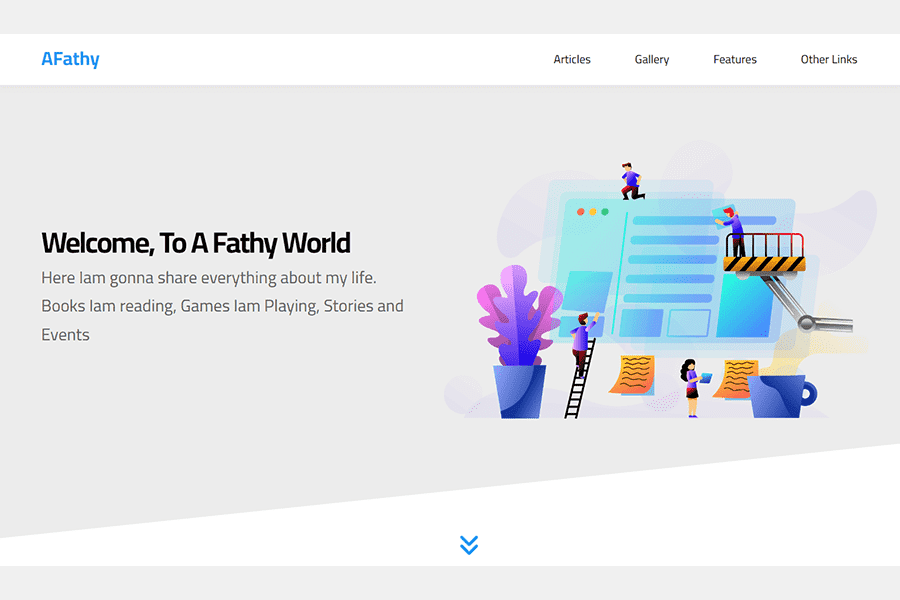 AFathy
Articles
Gallery
Features
Other Links
Welcome, To A Fathy World
Here Iam gonna share everything about my life.
Books Iam reading, Games Iam Playing, Stories and
Events